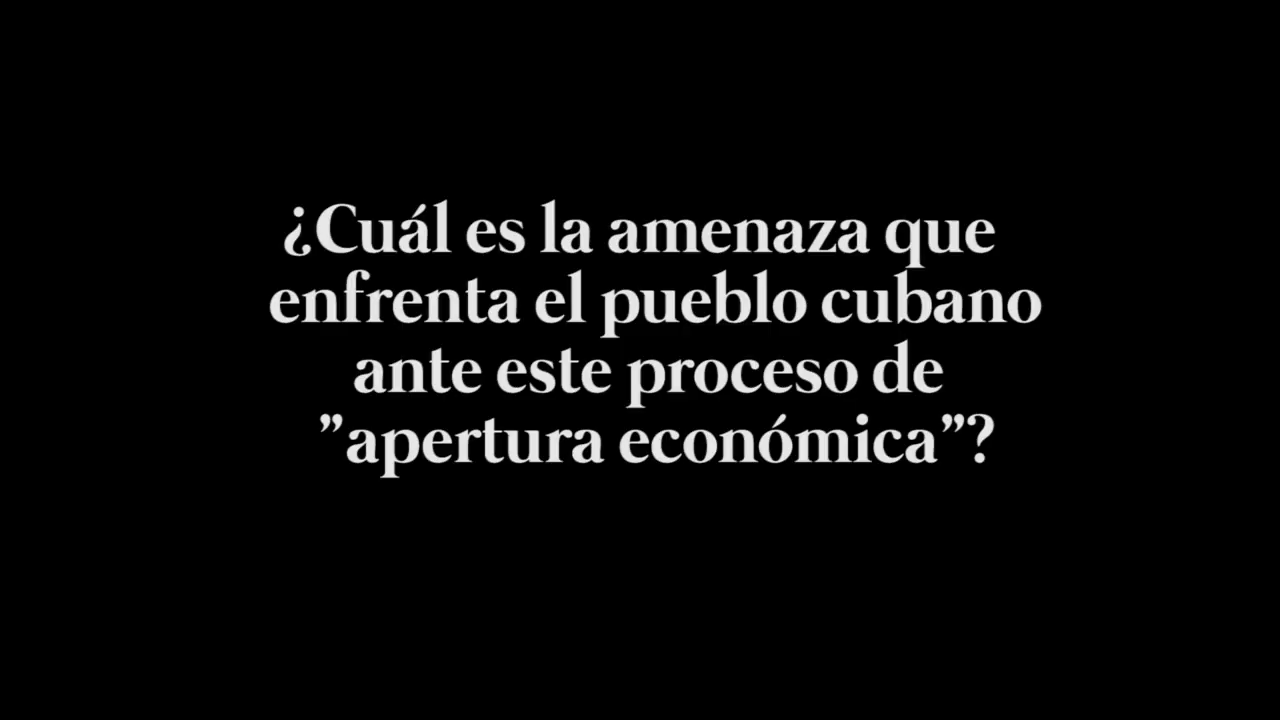 ¿Cuál es la amenaza que
enfrenta el pueblo cubano
ante este proceso de
”apertura económica”?